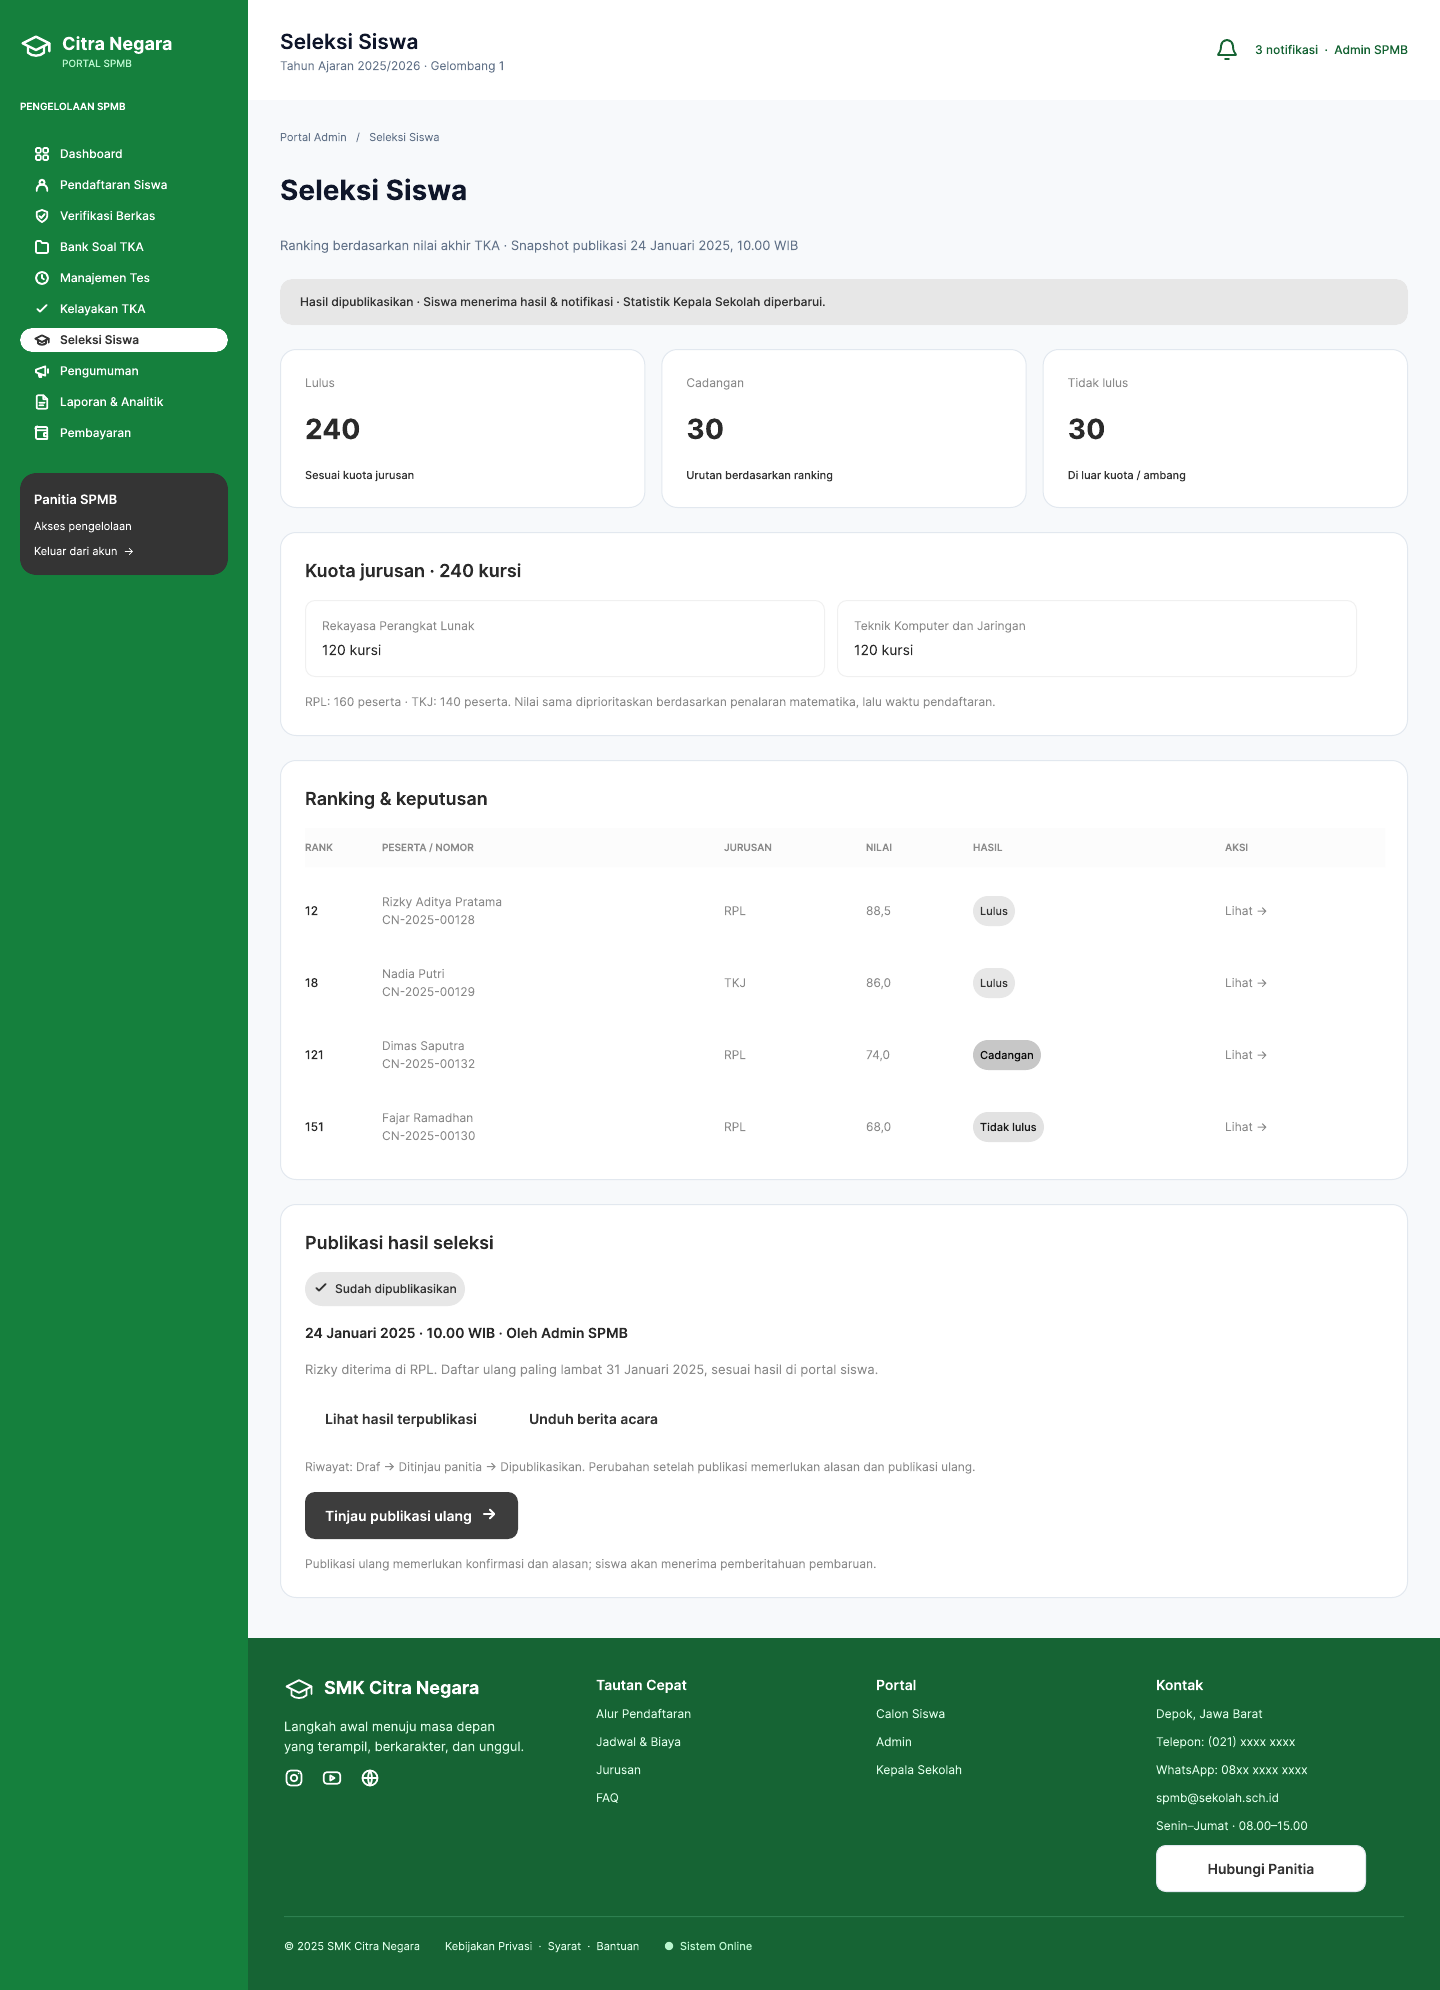 Citra Negara
PORTAL SPMB
PENGELOLAAN SPMB
Dashboard
Pendaftaran Siswa
Verifikasi Berkas
Bank Soal TKA
Manajemen Tes
Kelayakan TKA
Seleksi Siswa
Pengumuman
Laporan & Analitik
Pembayaran
Panitia SPMB
Akses pengelolaan
Keluar dari akun →
Seleksi Siswa
Tahun Ajaran 2025/2026 · Gelombang 1
3 notifikasi · Admin SPMB
Portal Admin / Seleksi Siswa
Seleksi Siswa
Ranking berdasarkan nilai akhir TKA · Snapshot publikasi 24 Januari 2025, 10.00 WIB
Hasil dipublikasikan · Siswa menerima hasil & notifikasi · Statistik Kepala Sekolah diperbarui.
Lulus
240
Sesuai kuota jurusan
Cadangan
30
Urutan berdasarkan ranking
Tidak lulus
30
Di luar kuota / ambang
Kuota jurusan · 240 kursi
Rekayasa Perangkat Lunak
120 kursi
Teknik Komputer dan Jaringan
120 kursi
RPL: 160 peserta · TKJ: 140 peserta. Nilai sama diprioritaskan berdasarkan penalaran matematika, lalu waktu pendaftaran.
Ranking & keputusan
RANK PESERTA / NOMOR JURUSAN NILAI HASIL AKSI
12 Rizky Aditya Pratama CN-2025-00128 RPL 88,5 Lulus Lihat →
18 Nadia Putri CN-2025-00129 TKJ 86,0 Lulus Lihat →
121 Dimas Saputra CN-2025-00132 RPL 74,0 Cadangan Lihat →
151 Fajar Ramadhan CN-2025-00130 RPL 68,0 Tidak lulus Lihat →
Publikasi hasil seleksi
Sudah dipublikasikan
24 Januari 2025 · 10.00 WIB · Oleh Admin SPMB
Rizky diterima di RPL. Daftar ulang paling lambat 31 Januari 2025, sesuai hasil di portal siswa.
Lihat hasil terpublikasi Unduh berita acara
Riwayat: Draf → Ditinjau panitia → Dipublikasikan. Perubahan setelah publikasi memerlukan alasan dan publikasi ulang.
Tinjau publikasi ulang →
Publikasi ulang memerlukan konfirmasi dan alasan; siswa akan menerima pemberitahuan pembaruan.
SMK Citra Negara
Langkah awal menuju masa depan
yang terampil, berkarakter, dan unggul.
Tautan Cepat
Alur Pendaftaran
Jadwal & Biaya
Jurusan
FAQ
Portal
Calon Siswa
Admin
Kepala Sekolah
Kontak
Depok, Jawa Barat
Telepon: (021) xxxx xxxx
WhatsApp: 08xx xxxx xxxx
spmb@sekolah.sch.id
Senin–Jumat · 08.00–15.00
Hubungi Panitia
© 2025 SMK Citra Negara Kebijakan Privasi · Syarat · Bantuan Sistem Online